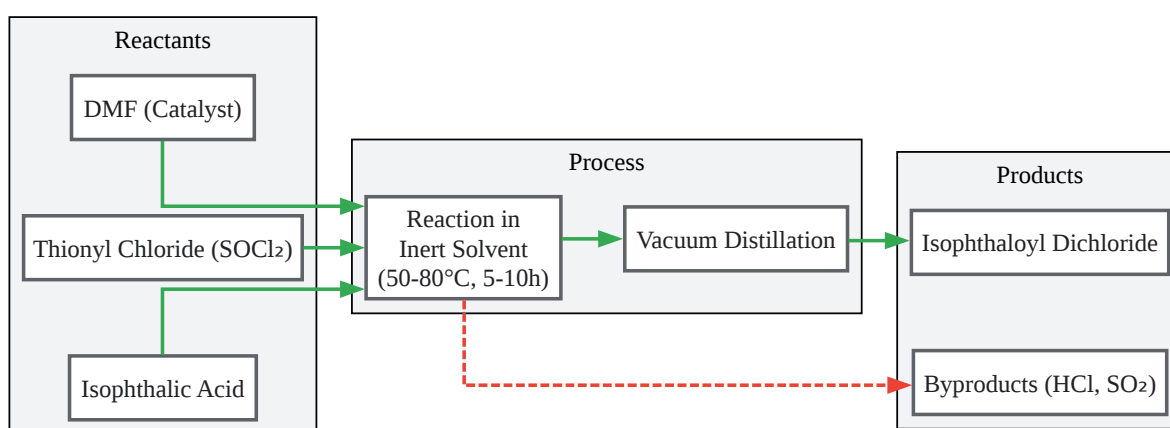 Reactants
DMF (Catalyst)
Thionyl Chloride (SOCl₂)
Isophthalic Acid
Process
Reaction in
Inert Solvent
(50-80°C, 5-10h)
Vacuum Distillation
Products
Isophthaloyl Dichloride
Byproducts (HCl, SO₂)